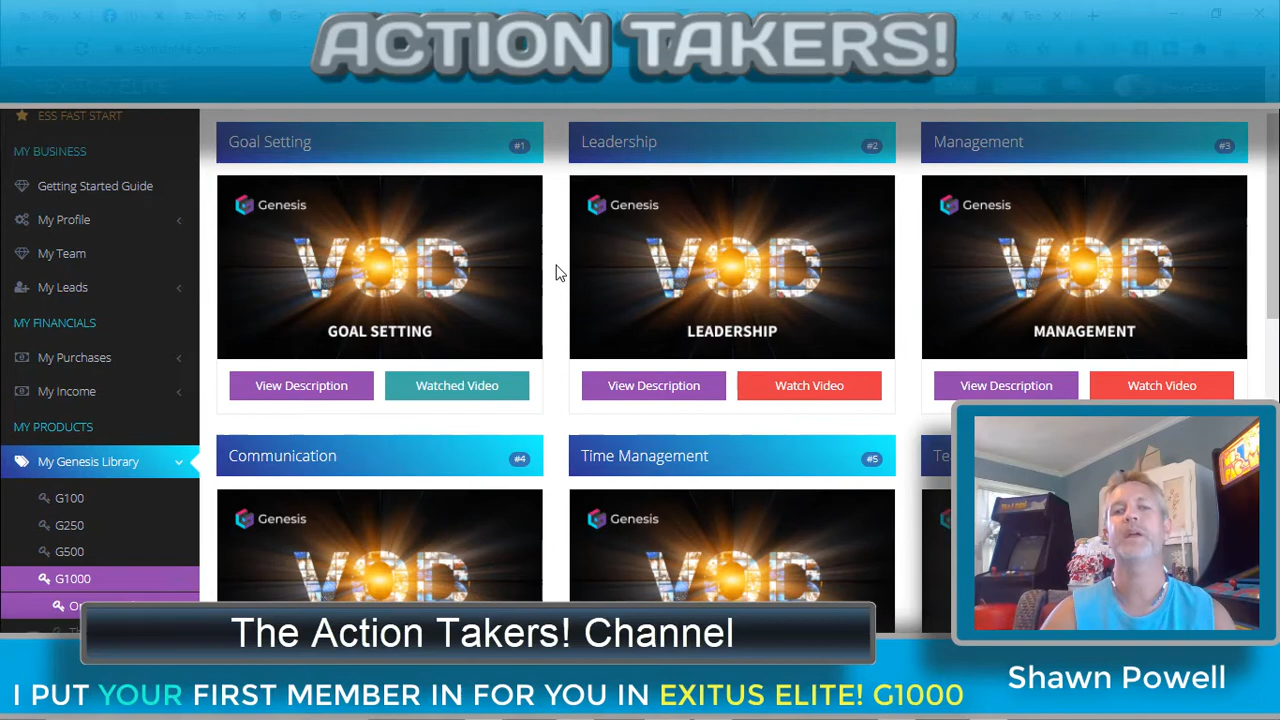 ACTION TAKERS!
EXITUS ELITE
ESS FAST START
MY BUSINESS
Getting Started Guide
My Profile
My Team
My Leads
MY FINANCIALS
My Purchases
My Income
MY PRODUCTS
My Genesis Library
G100
G250
G500
G1000
Goal Setting #1
Leadership #2
Management #3
Genesis
VOD
GOAL SETTING
Genesis
VOD
LEADERSHIP
Genesis
VOD
MANAGEMENT
View Description Watched Video
View Description Watch Video
View Description Watch Video
Communication #4
Time Management #5
Genesis
VOD
Genesis
VOD
The Action Takers! Channel
Shawn Powell
I PUT YOUR FIRST MEMBER IN FOR YOU IN EXITUS ELITE! G1000